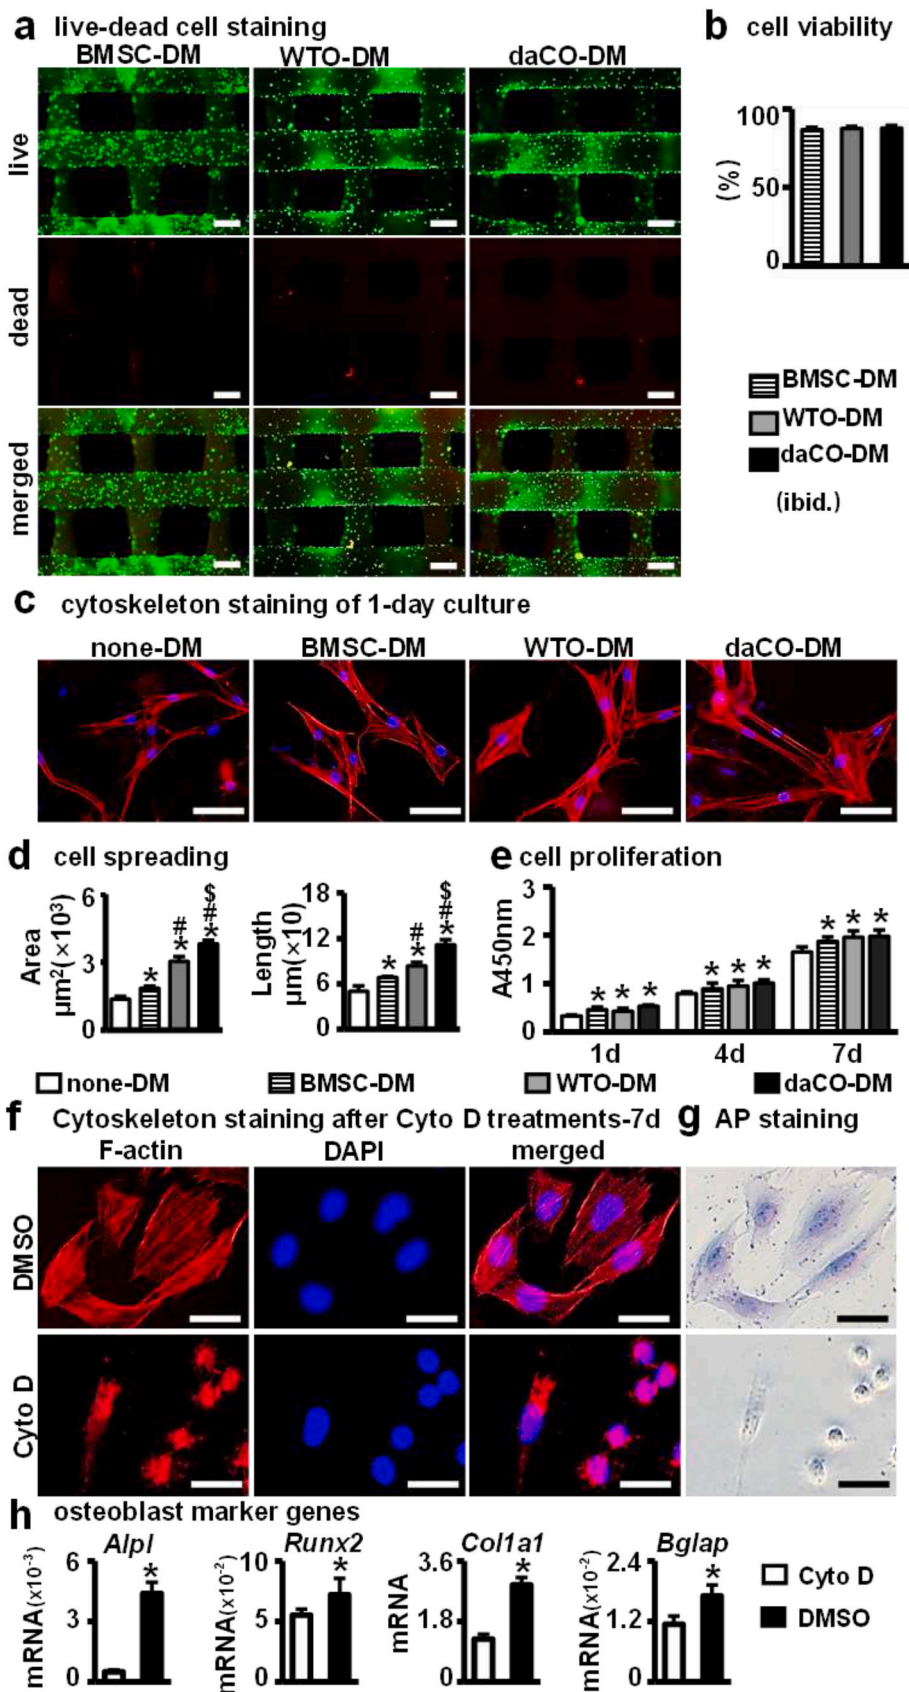 a live-dead cell staining
BMSC-DM WTO-DM daCO-DM
live
dead
merged
b cell viability
100
50
0
(%)
BMSC-DM
WTO-DM
daCO-DM
(ibid.)
c cytoskeleton staining of 1-day culture
none-DM BMSC-DM WTO-DM daCO-DM
d cell spreading
Area
μm²(×10³)
6
3
0
*
#
*
$
#
*
Length
μm(×10)
18
12
6
0
*
#
*
$
#
*
e cell proliferation
A450nm
3
2
1
0
* * *
* * *
* * *
1d 4d 7d
none-DM BMSC-DM WTO-DM daCO-DM
f Cytoskeleton staining after Cyto D treatments-7d
F-actin DAPI merged
DMSO
Cyto D
g AP staining
h osteoblast marker genes
Alpl
mRNA(x10⁻³)
6
3
0
*
Runx2
mRNA(x10⁻²)
10
5
0
*
Col1a1
mRNA
3.6
1.8
0
*
Bglap
mRNA(x10⁻²)
2.4
1.2
0
*
Cyto D
DMSO